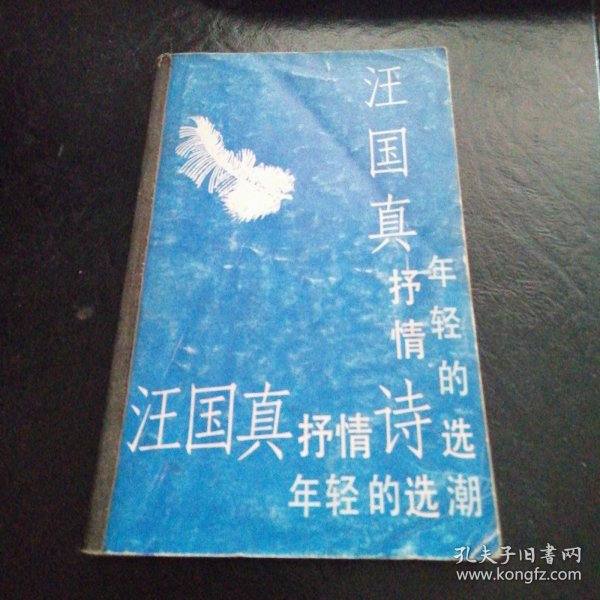 汪国真
抒情
年轻的选
汪国真抒情诗
年轻的选潮
孔夫子旧书网
www.kongfz.com